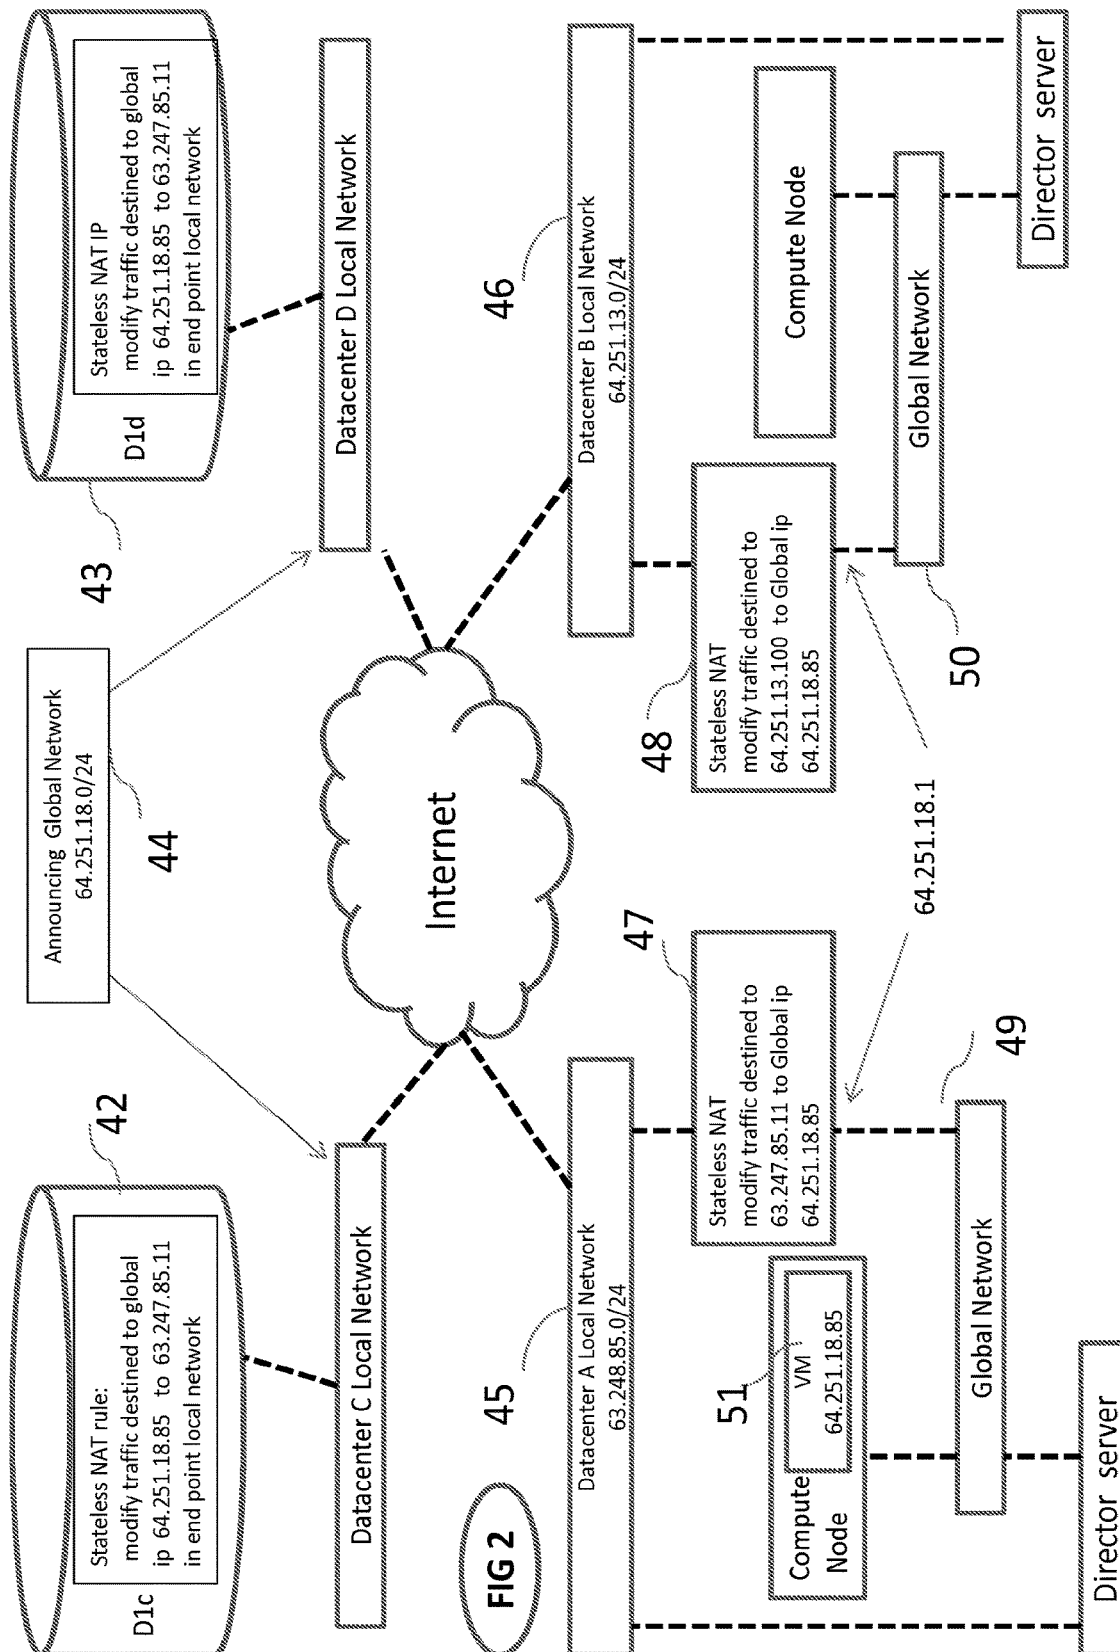 D1c
Stateless NAT rule:
modify traffic destined to global
ip 64.251.18.85 to 63.247.85.11
in end point local network
42
Announcing Global Network
64.251.18.0/24
44
43
D1d
Stateless NAT IP
modify traffic destined to global
ip 64.251.18.85 to 63.247.85.11
in end point local network
Datacenter C Local Network
Internet
Datacenter D Local Network
FIG 2
45
Datacenter A Local Network
63.248.85.0/24
46
Datacenter B Local Network
64.251.13.0/24
51
Compute
Node
VM
64.251.18.85
47
Stateless NAT
modify traffic destined to
63.247.85.11 to Global ip
64.251.18.85
48
Stateless NAT
modify traffic destined to
64.251.13.100 to Global ip
64.251.18.85
Compute Node
64.251.18.1
49
Global Network
50
Global Network
Director server
Director server